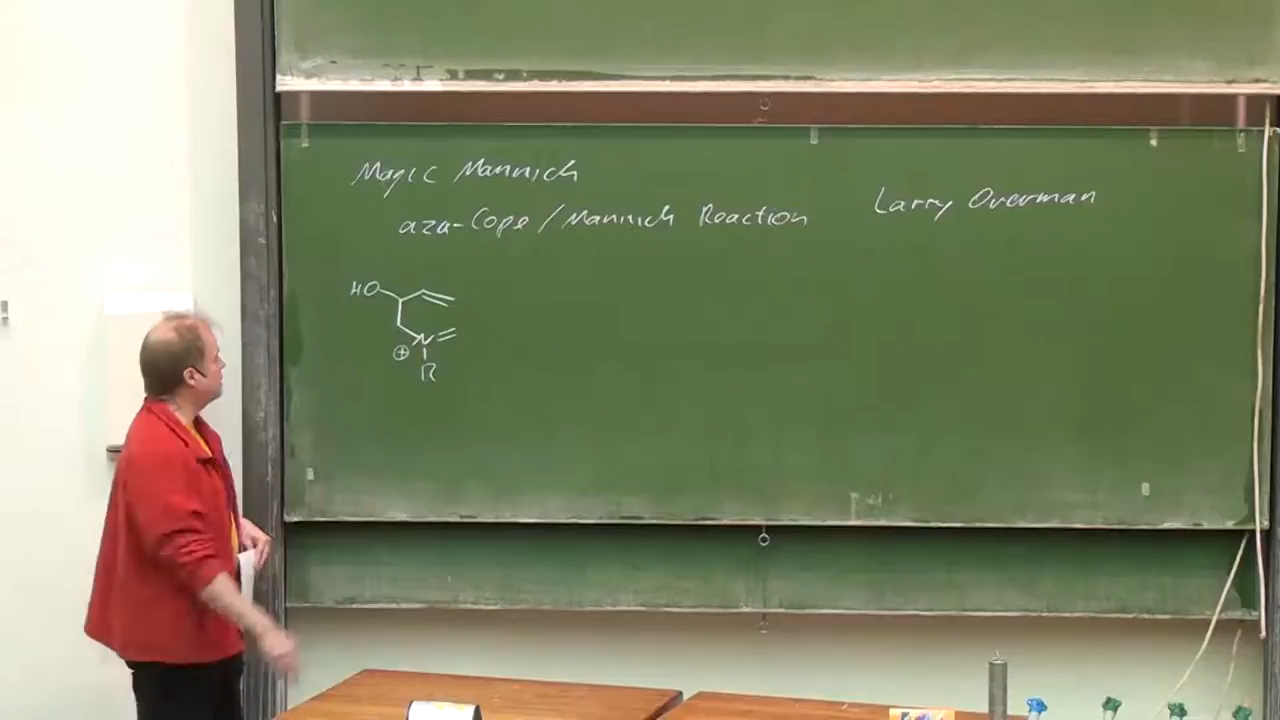 Magic Mannich
aza-Cope/Mannich Reaction
Larry Overman
HO
N
⊕
R